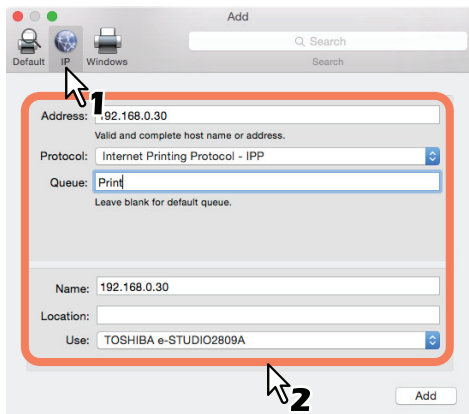 Add
Search
Default IP Windows Search
1
Address: 192.168.0.30
Valid and complete host name or address.
Protocol: Internet Printing Protocol - IPP
Queue: Print
Leave blank for default queue.
Name: 192.168.0.30
Location:
Use: TOSHIBA e-STUDIO2809A
2
Add